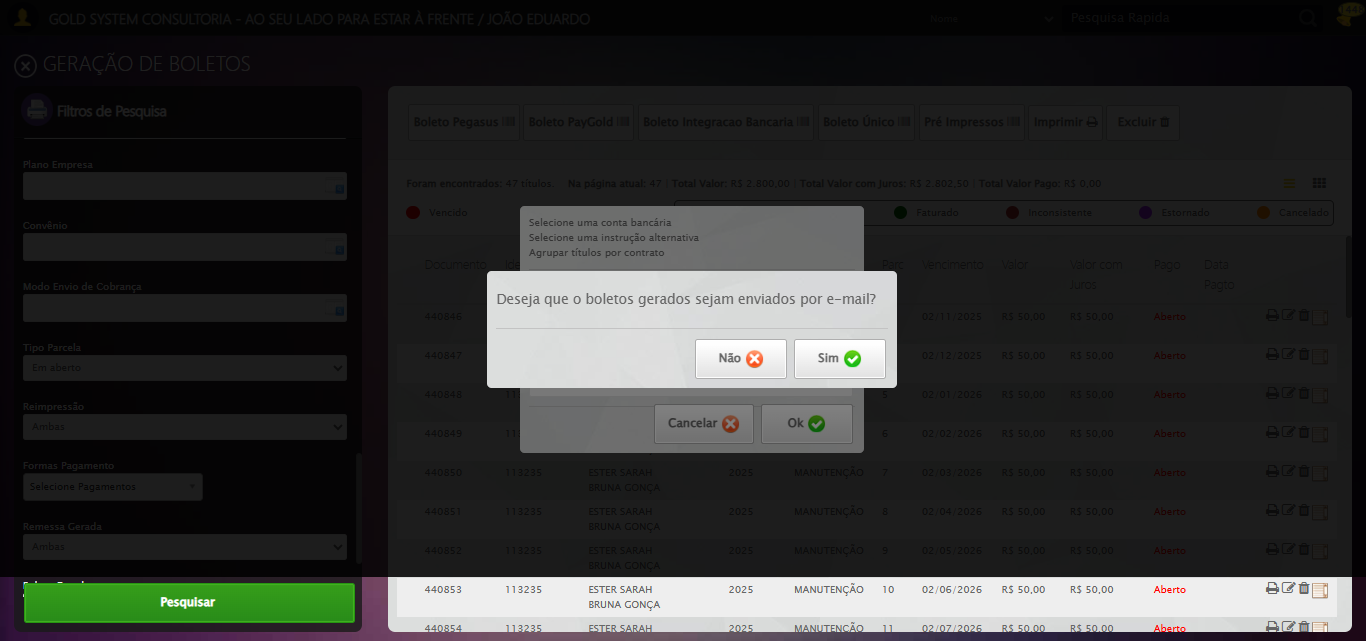 GOLD SYSTEM CONSULTORIA - AO SEU LADO PARA ESTAR À FRENTE / JOÃO EDUARDO
Nome
Pesquisa Rapida
44
GERAÇÃO DE BOLETOS
Filtros de Pesquisa
Plano Empresa
Convênio
Modo Envio de Cobrança
Tipo Parcela
Em aberto
Reimpressão
Ambas
Formas Pagamento
Selecione Pagamentos
Remessa Gerada
Ambas
Pesquisar
Boleto Pegasus
Boleto PayGold
Boleto Integracao Bancaria
Boleto Único
Pré Impressos
Imprimir
Excluir
Foram encontrados: 47 títulos. Na página atual: 47 | Total Valor: R$ 2.800,00 | Total Valor com Juros: R$ 2.802,50 | Total Valor Pago: R$ 0,00
Vencido
Faturado
Inconsistente
Estornado
Cancelado
Selecione uma conta bancária
Selecione uma instrução alternativa
Agrupar títulos por contrato
Deseja que o boletos gerados sejam enviados por e-mail?
Não
Sim
Cancelar
Ok
Documento Parc Vencimento Valor Valor com Juros Pago Data Pagto
440846 02/11/2025 R$ 50,00 R$ 50,00 Aberto
440847 02/12/2025 R$ 50,00 R$ 50,00 Aberto
440848 5 02/01/2026 R$ 50,00 R$ 50,00 Aberto
440849 6 02/02/2026 R$ 50,00 R$ 50,00 Aberto
440850 113235 ESTER SARAH 2025 MANUTENÇÃO 7 02/03/2026 R$ 50,00 R$ 50,00 Aberto
BRUNA GONÇA
440851 113235 ESTER SARAH 2025 MANUTENÇÃO 8 02/04/2026 R$ 50,00 R$ 50,00 Aberto
BRUNA GONÇA
440852 113235 ESTER SARAH 2025 MANUTENÇÃO 9 02/05/2026 R$ 50,00 R$ 50,00 Aberto
BRUNA GONÇA
440853 113235 ESTER SARAH 2025 MANUTENÇÃO 10 02/06/2026 R$ 50,00 R$ 50,00 Aberto
BRUNA GONÇA
440854 113235 ESTER SARAH 2025 MANUTENÇÃO 11 02/07/2026 R$ 50,00 R$ 50,00 Aberto